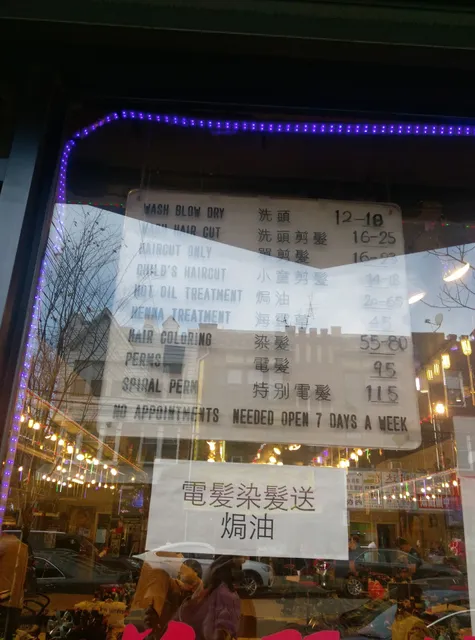 WASH BLOW DRY 洗頭 12-18
WASH HAIR CUT 洗頭剪髮 16-25
HAIRCUT ONLY 單剪髮
CHILD'S HAIRCUT 小童剪髮
HOT OIL TREATMENT 焗油
HENNA TREATMENT
HAIR COLORING 染髮 55-80
PERMS 電髮 95
SPIRAL PERM 特別電髮 115
NO APPOINTMENTS NEEDED OPEN 7 DAYS A WEEK
電髮染髮送
焗油